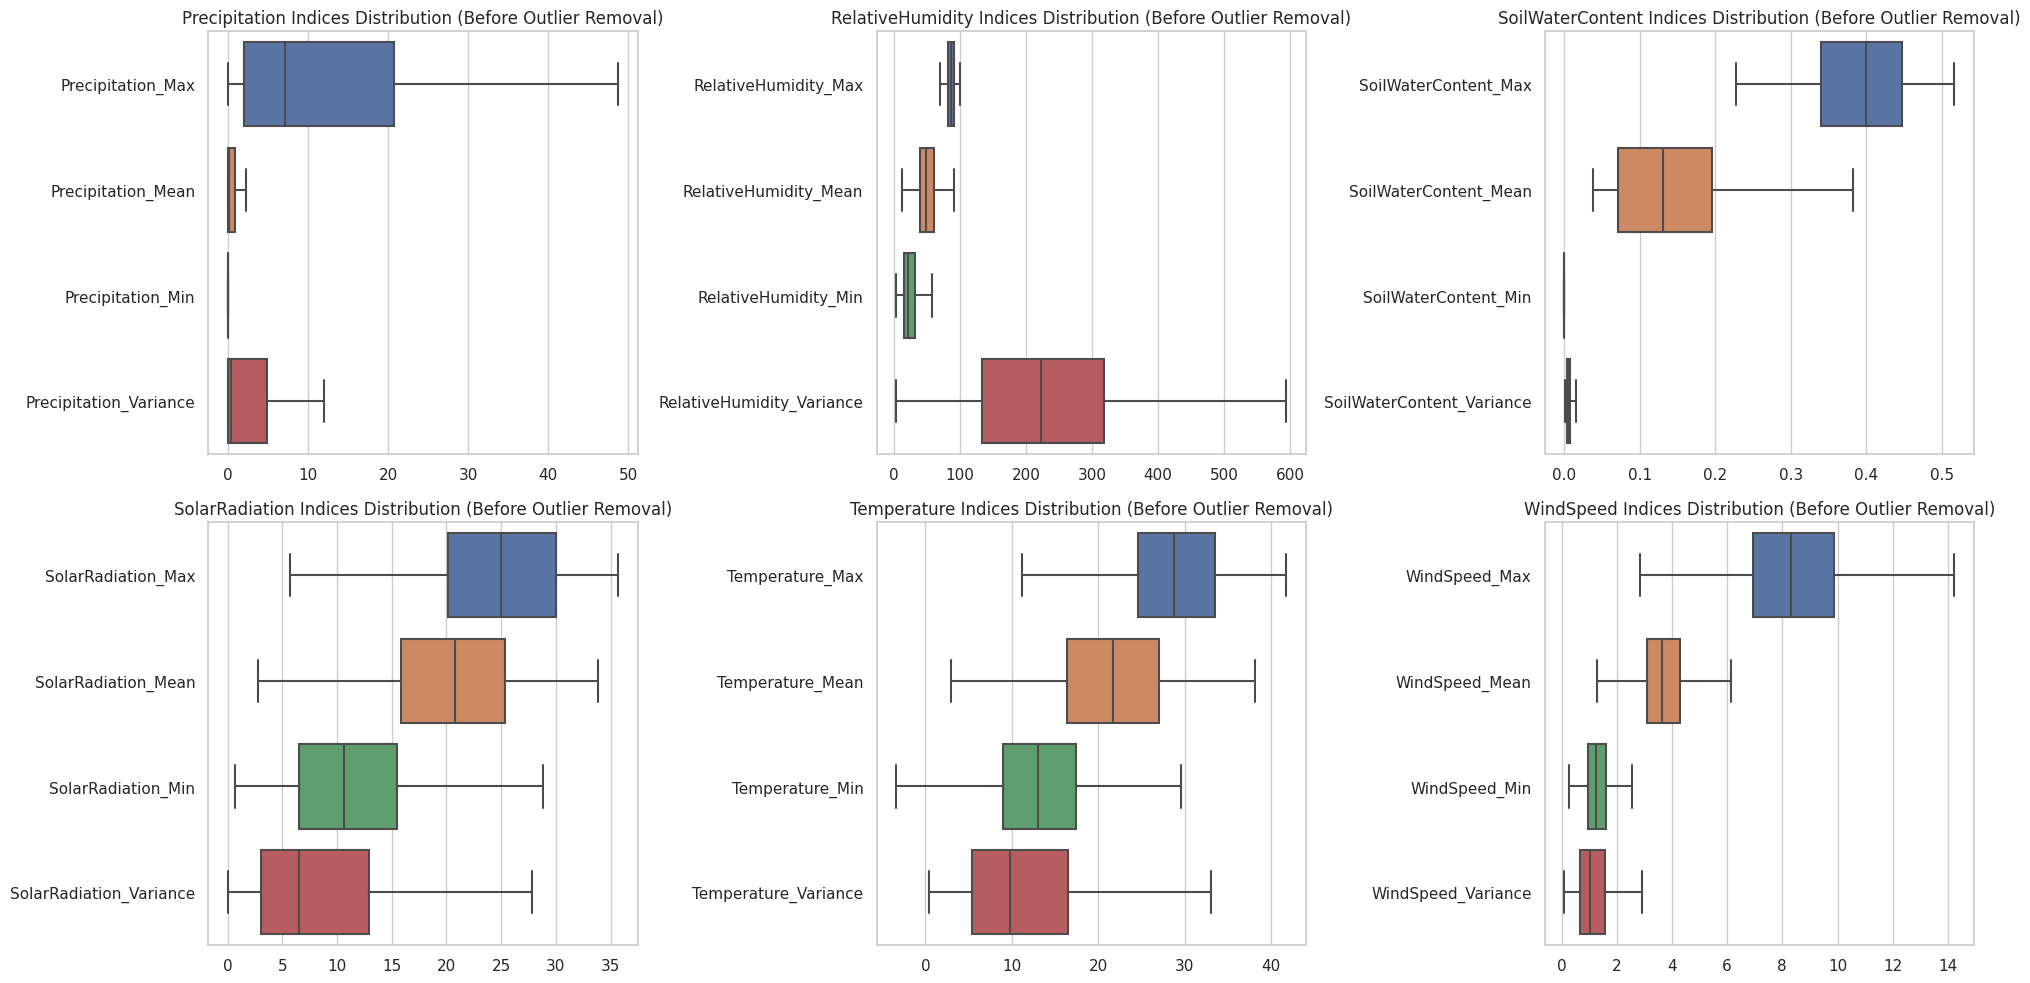 Precipitation Indices Distribution (Before Outlier Removal)
Precipitation_Max
Precipitation_Mean
Precipitation_Min
Precipitation_Variance
0 10 20 30 40 50
RelativeHumidity Indices Distribution (Before Outlier Removal)
RelativeHumidity_Max
RelativeHumidity_Mean
RelativeHumidity_Min
RelativeHumidity_Variance
0 100 200 300 400 500 600
SoilWaterContent Indices Distribution (Before Outlier Removal)
SoilWaterContent_Max
SoilWaterContent_Mean
SoilWaterContent_Min
SoilWaterContent_Variance
0.0 0.1 0.2 0.3 0.4 0.5
SolarRadiation Indices Distribution (Before Outlier Removal)
SolarRadiation_Max
SolarRadiation_Mean
SolarRadiation_Min
SolarRadiation_Variance
0 5 10 15 20 25 30 35
Temperature Indices Distribution (Before Outlier Removal)
Temperature_Max
Temperature_Mean
Temperature_Min
Temperature_Variance
0 10 20 30 40
WindSpeed Indices Distribution (Before Outlier Removal)
WindSpeed_Max
WindSpeed_Mean
WindSpeed_Min
WindSpeed_Variance
0 2 4 6 8 10 12 14